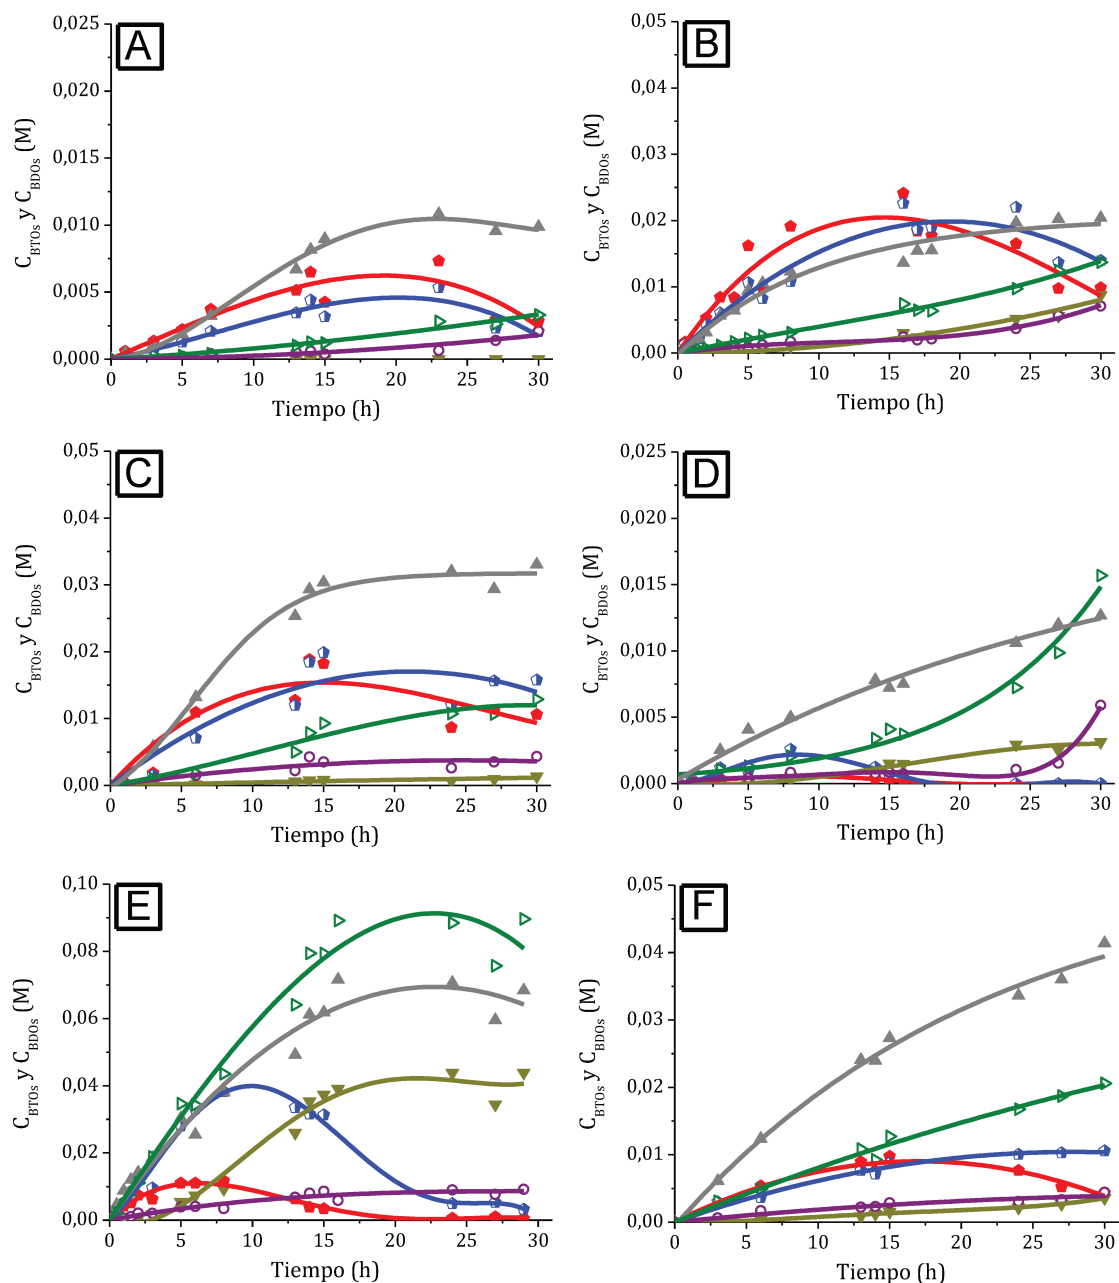 A
0,025
0,020
0,015
0,010
0,005
0,000
C_BTOs y C_BDOs (M)
0 5 10 15 20 25 30
Tiempo (h)
B
0,05
0,04
0,03
0,02
0,01
0,00
C_BTOs y C_BDOs (M)
0 5 10 15 20 25 30
Tiempo (h)
C
0,05
0,04
0,03
0,02
0,01
0,00
C_BTOs y C_BDOs (M)
0 5 10 15 20 25 30
Tiempo (h)
D
0,025
0,020
0,015
0,010
0,005
0,000
C_BTOs y C_BDOs (M)
0 5 10 15 20 25 30
Tiempo (h)
E
0,10
0,08
0,06
0,04
0,02
0,00
C_BTOs y C_BDOs (M)
0 5 10 15 20 25 30
Tiempo (h)
F
0,05
0,04
0,03
0,02
0,01
0,00
C_BTOs y C_BDOs (M)
0 5 10 15 20 25 30
Tiempo (h)